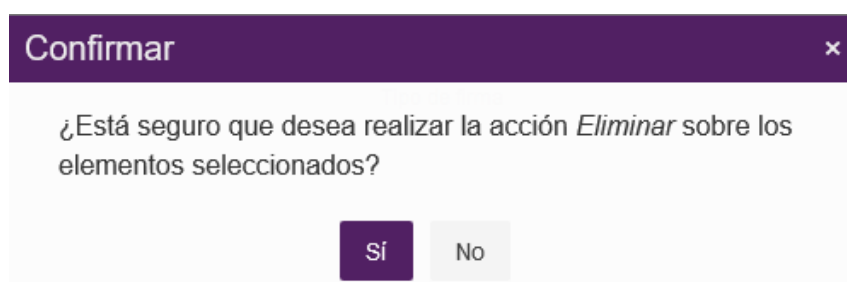 Confirmar ×
¿Está seguro que desea realizar la acción Eliminar sobre los
elementos seleccionados?
Sí No